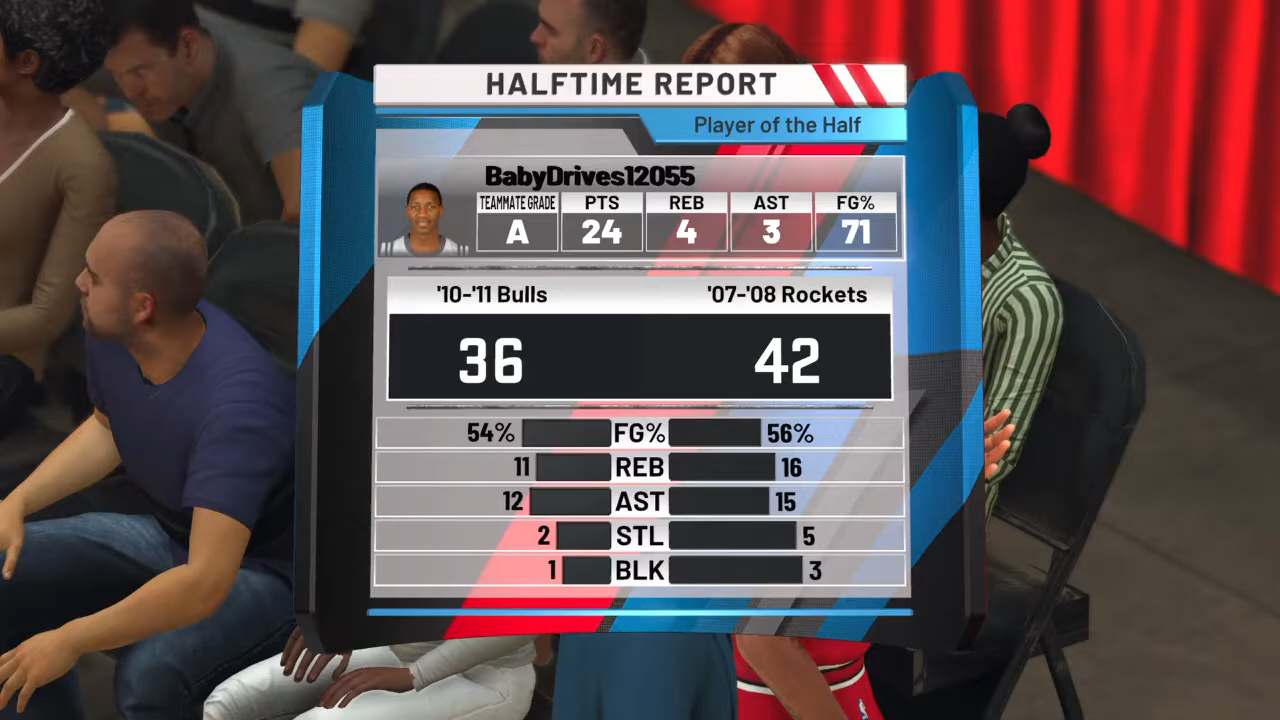 HALFTIME REPORT
Player of the Half
BabyDrives12055
TEAMMATE GRADE PTS REB AST FG%
A 24 4 3 71
'10-'11 Bulls '07-'08 Rockets
36 42
54% FG% 56%
11 REB 16
12 AST 15
2 STL 5
1 BLK 3